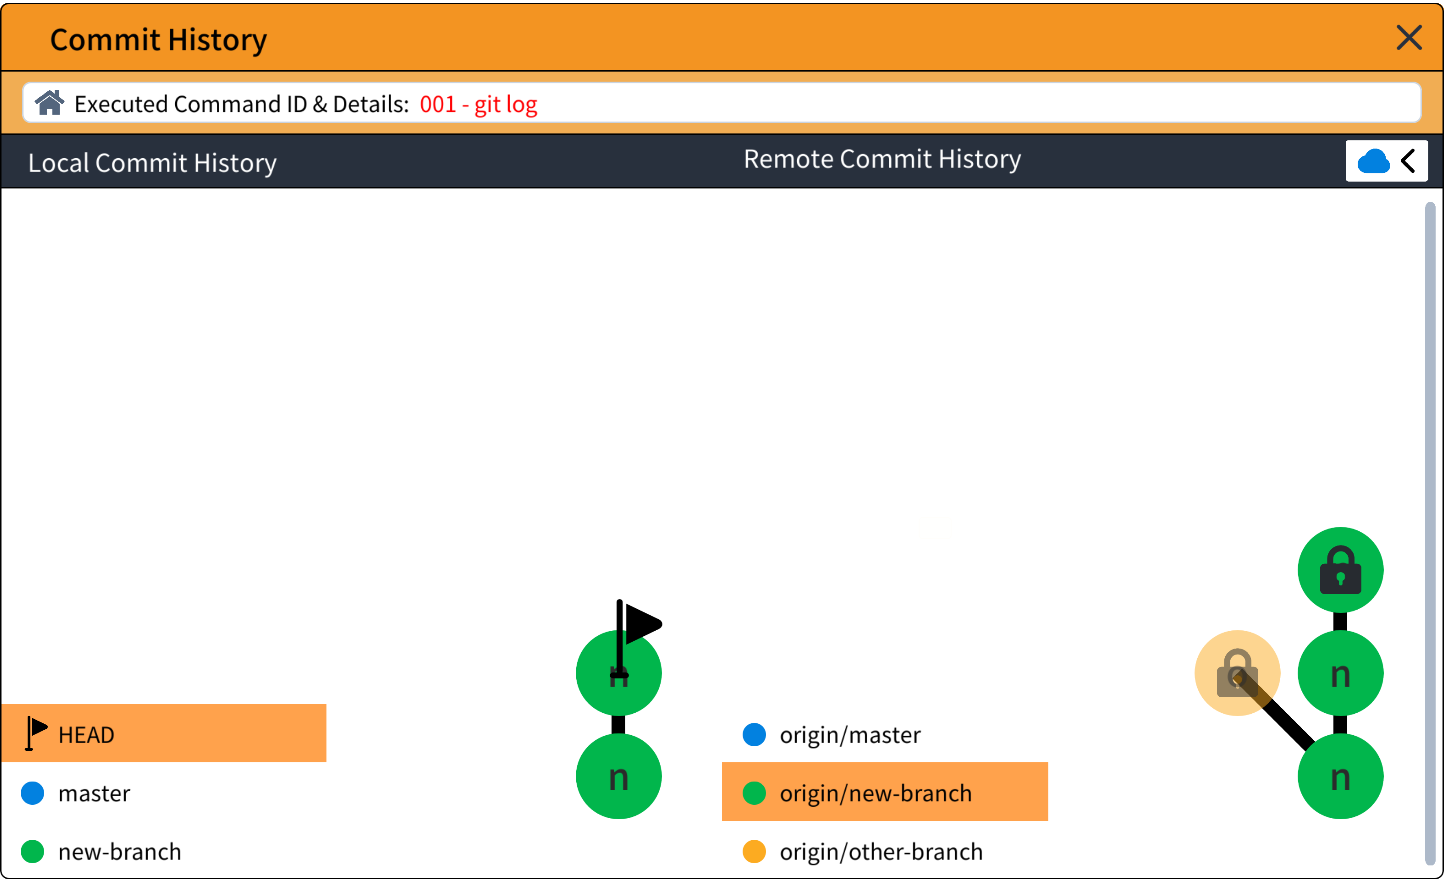 Commit History
Executed Command ID & Details: 001 - git log
Local Commit History
Remote Commit History
n
n
n
n
HEAD
master
new-branch
origin/master
origin/new-branch
origin/other-branch